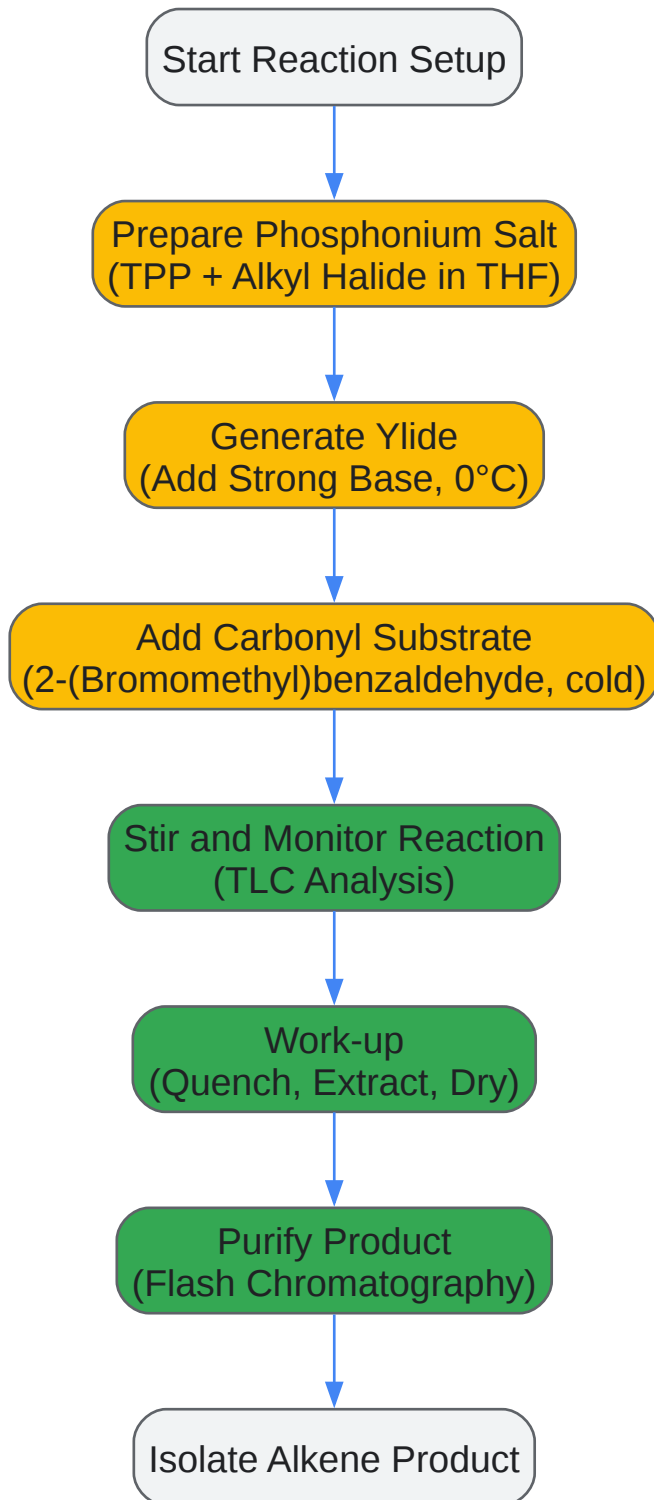 Start Reaction Setup
Prepare Phosphonium Salt
(TPP + Alkyl Halide in THF)
Generate Ylide
(Add Strong Base, 0°C)
Add Carbonyl Substrate
(2-(Bromomethyl)benzaldehyde, cold)
Stir and Monitor Reaction
(TLC Analysis)
Work-up
(Quench, Extract, Dry)
Purify Product
(Flash Chromatography)
Isolate Alkene Product